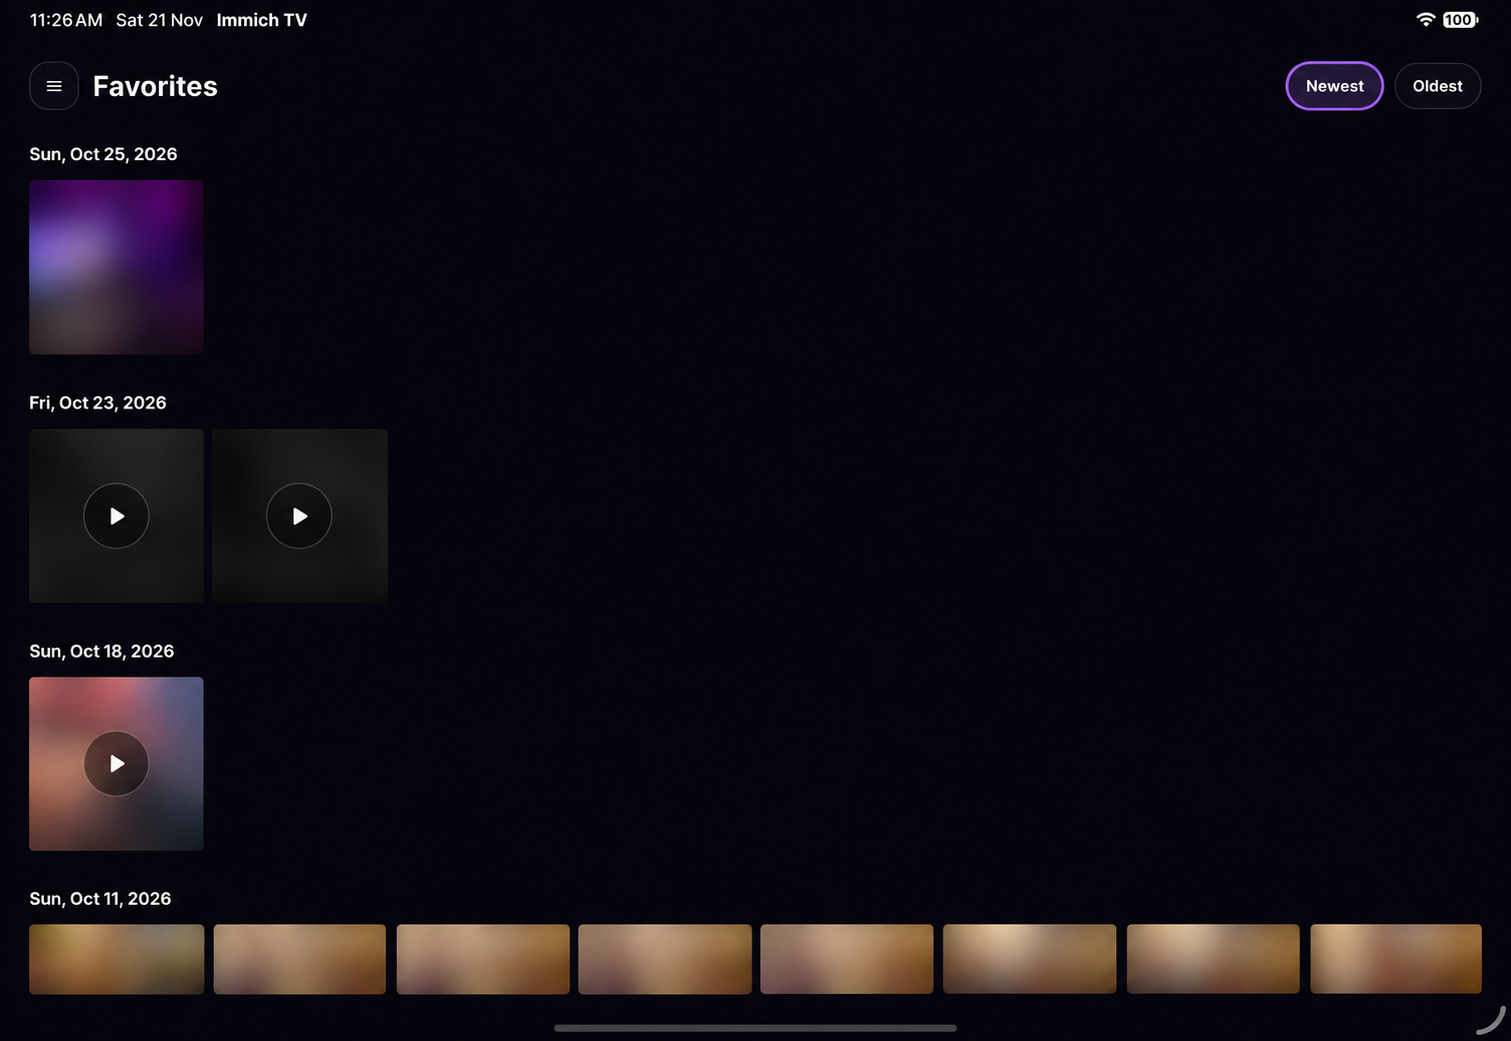 11:26 AM Sat 21 Nov Immich TV
100
Favorites
Newest
Oldest
Sun, Oct 25, 2026
Fri, Oct 23, 2026
Sun, Oct 18, 2026
Sun, Oct 11, 2026